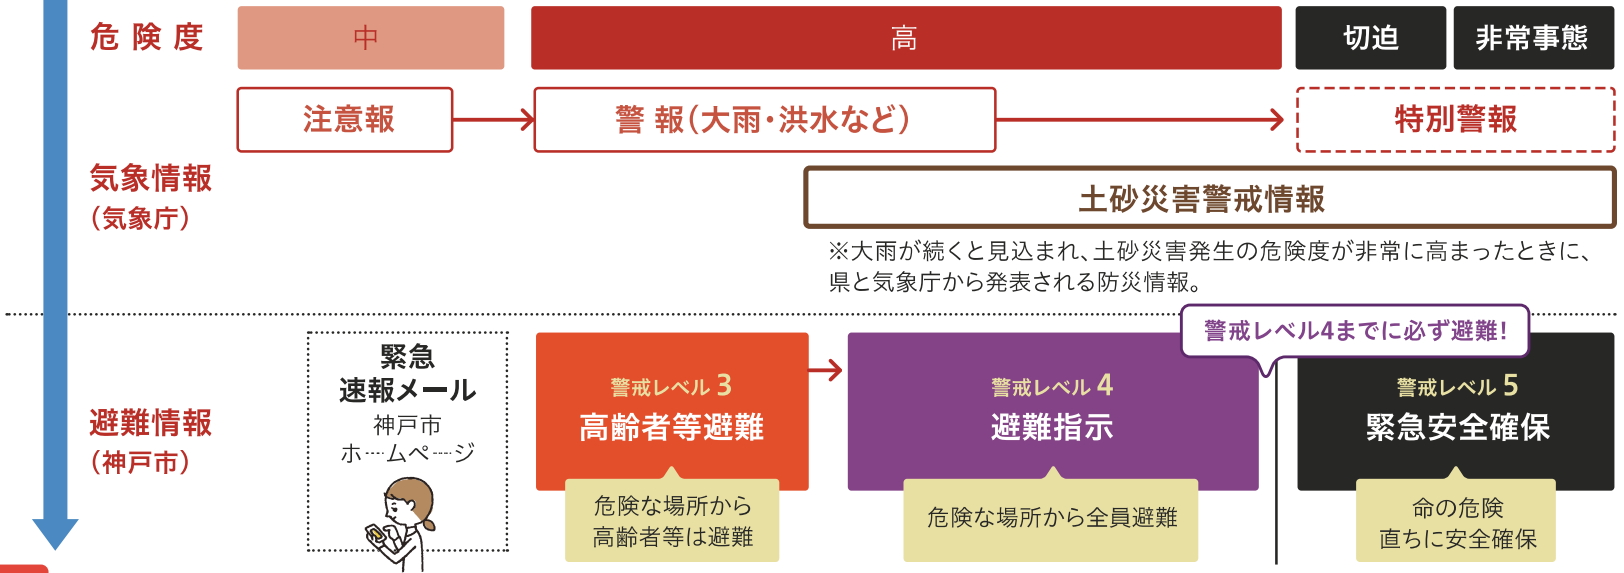 危険度
中
高
切迫
非常事態
注意報
警報（大雨・洪水など）
特別警報
気象情報
（気象庁）
土砂災害警戒情報
※大雨が続くと見込まれ、土砂災害発生の危険度が非常に高まったときに、
県と気象庁から発表される防災情報。
警戒レベル4までに必ず避難!
避難情報
（神戸市）
緊急
速報メール
神戸市
ホームページ
警戒レベル 3
高齢者等避難
危険な場所から
高齢者等は避難
警戒レベル 4
避難指示
危険な場所から全員避難
警戒レベル 5
緊急安全確保
命の危険
直ちに安全確保